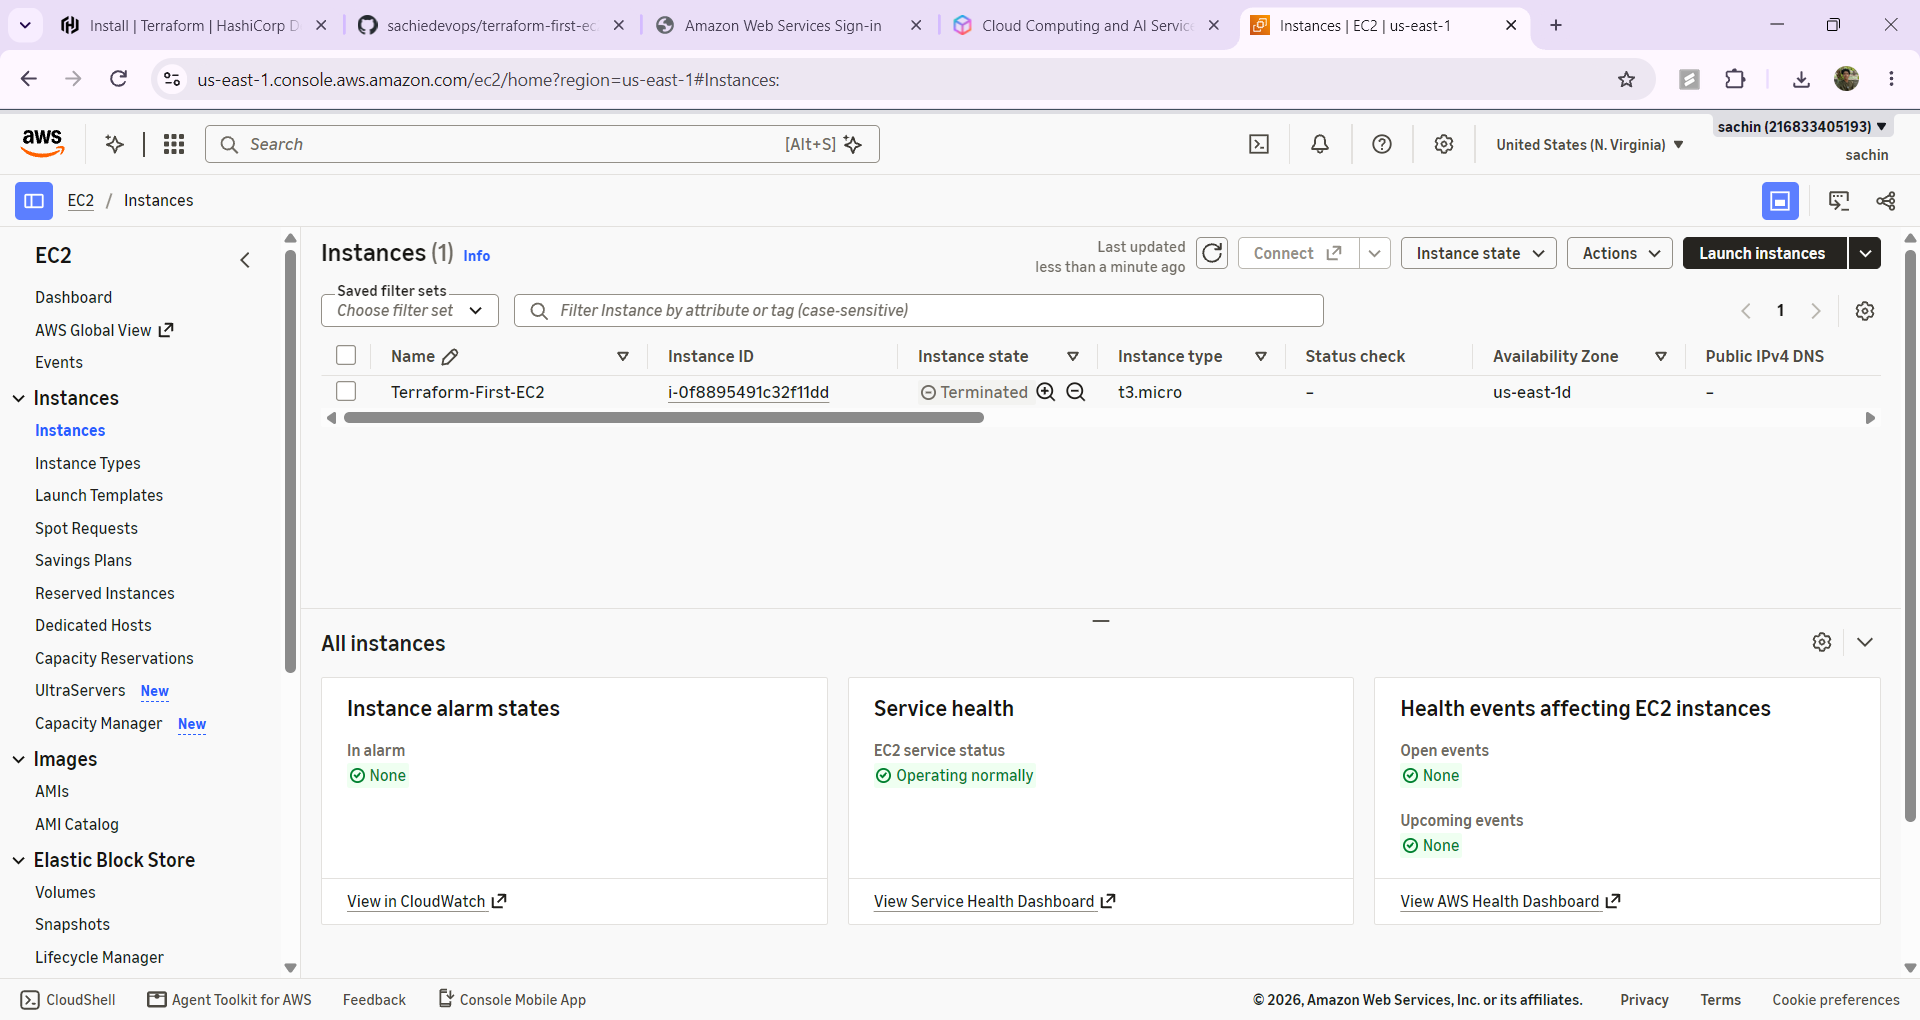 Install | Terraform | HashiCorp D
sachiedevops/terraform-first-ec
Amazon Web Services Sign-in
Cloud Computing and AI Service
Instances | EC2 | us-east-1
us-east-1.console.aws.amazon.com/ec2/home?region=us-east-1#Instances:
aws
Search
[Alt+S]
United States (N. Virginia)
sachin (216833405193)
sachin
EC2 / Instances
EC2
Dashboard
AWS Global View
Events
Instances
Instances
Instance Types
Launch Templates
Spot Requests
Savings Plans
Reserved Instances
Dedicated Hosts
Capacity Reservations
UltraServers New
Capacity Manager New
Images
AMIs
AMI Catalog
Elastic Block Store
Volumes
Snapshots
Lifecycle Manager
Instances (1) Info
Last updated
less than a minute ago
Connect
Instance state
Actions
Launch instances
Saved filter sets
Choose filter set
Filter Instance by attribute or tag (case-sensitive)
1
Name Instance ID Instance state Instance type Status check Availability Zone Public IPv4 DNS
Terraform-First-EC2 i-0f8895491c32f11dd Terminated t3.micro – us-east-1d –
All instances
Instance alarm states
In alarm
None
View in CloudWatch
Service health
EC2 service status
Operating normally
View Service Health Dashboard
Health events affecting EC2 instances
Open events
None
Upcoming events
None
View AWS Health Dashboard
CloudShell
Agent Toolkit for AWS
Feedback
Console Mobile App
© 2026, Amazon Web Services, Inc. or its affiliates.
Privacy
Terms
Cookie preferences